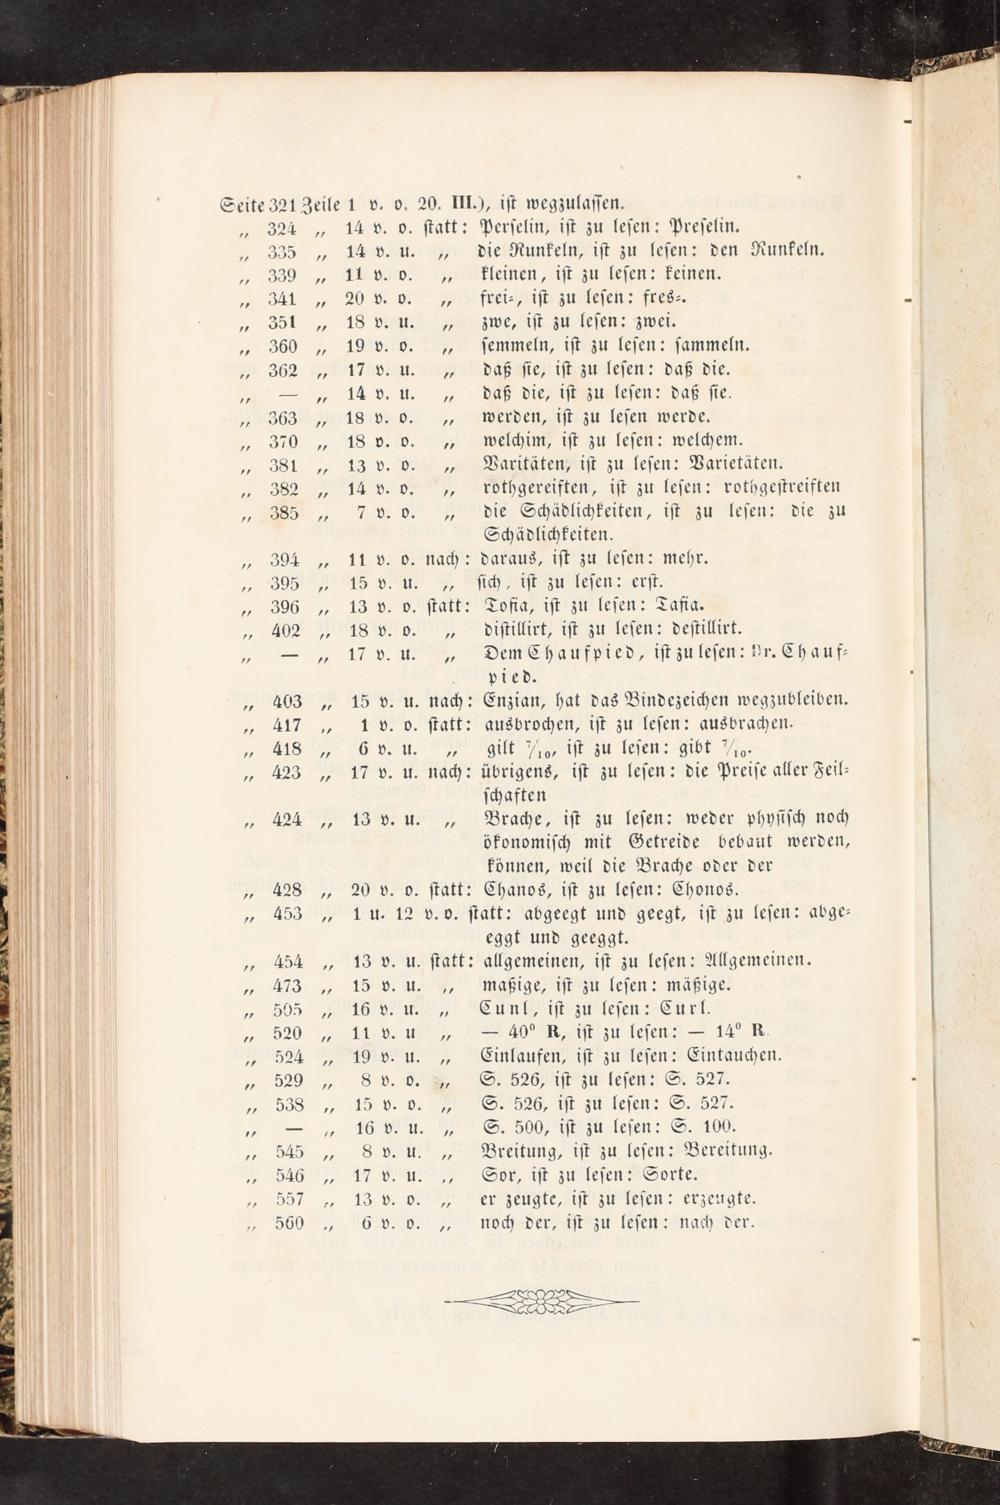 Seite 321 Zeile 1 v. o. 20. III.), ist wegzulassen.
„ 324 „ 14 v. o. statt: Perselin, ist zu lesen: Preselin.
„ 335 „ 14 v. u. „ die Runkeln, ist zu lesen: den Runkeln.
„ 339 „ 11 v. o. „ kleinen, ist zu lesen: keinen.
„ 341 „ 20 v. o. „ frei-, ist zu lesen: fres-.
„ 351 „ 18 v. u. „ zwe, ist zu lesen: zwei.
„ 360 „ 19 v. o. „ semmeln, ist zu lesen: sammeln.
„ 362 „ 17 v. u. „ daß sie, ist zu lesen: daß die.
„ — „ 14 v. u. „ daß die, ist zu lesen: daß sie.
„ 363 „ 18 v. o. „ werden, ist zu lesen werde.
„ 370 „ 18 v. o. „ welchim, ist zu lesen: welchem.
„ 381 „ 13 v. o. „ Varitäten, ist zu lesen: Varietäten.
„ 382 „ 14 v. o. „ rothgereiften, ist zu lesen: rothgestreiften
„ 385 „ 7 v. o. „ die Schädlichkeiten, ist zu lesen: die zu
Schädlichkeiten.
„ 394 „ 11 v. o. nach: daraus, ist zu lesen: mehr.
„ 395 „ 15 v. u. „ sich, ist zu lesen: erst.
„ 396 „ 13 v. o. statt: Tofia, ist zu lesen: Tafia.
„ 402 „ 18 v. o. „ distillirt, ist zu lesen: destillirt.
„ — „ 17 v. u. „ Dem Chaufpied, ist zu lesen: Dr. Chauf-
pied.
„ 403 „ 15 v. u. nach: Enzian, hat das Bindezeichen wegzubleiben.
„ 417 „ 1 v. o. statt: ausbrochen, ist zu lesen: ausbrachen.
„ 418 „ 6 v. u. „ gilt 7/10, ist zu lesen: gibt 7/10.
„ 423 „ 17 v. u. nach: übrigens, ist zu lesen: die Preise aller Feil-
schaften
„ 424 „ 13 v. u. „ Brache, ist zu lesen: weder physisch noch
ökonomisch mit Getreide bebaut werden,
können, weil die Brache oder der
„ 428 „ 20 v. o. statt: Chanos, ist zu lesen: Chonos.
„ 453 „ 1 u. 12 v. o. statt: abgeegt und geegt, ist zu lesen: abge-
eggt und geeggt.
„ 454 „ 13 v. u. statt: allgemeinen, ist zu lesen: Allgemeinen.
„ 473 „ 15 v. u. „ maßige, ist zu lesen: mäßige.
„ 505 „ 16 v. u. „ Cunl, ist zu lesen: Curl.
„ 520 „ 11 v. u „ — 40° R, ist zu lesen: — 14° R.
„ 524 „ 19 v. u. „ Einlaufen, ist zu lesen: Eintauchen.
„ 529 „ 8 v. o. „ S. 526, ist zu lesen: S. 527.
„ 538 „ 15 v. o. „ S. 526, ist zu lesen: S. 527.
„ — „ 16 v. u. „ S. 500, ist zu lesen: S. 100.
„ 545 „ 8 v. u. „ Breitung, ist zu lesen: Bereitung.
„ 546 „ 17 v. u. „ Sor, ist zu lesen: Sorte.
„ 557 „ 13 v. o. „ er zeugte, ist zu lesen: erzeugte.
„ 560 „ 6 v. o. „ noch der, ist zu lesen: nach der.